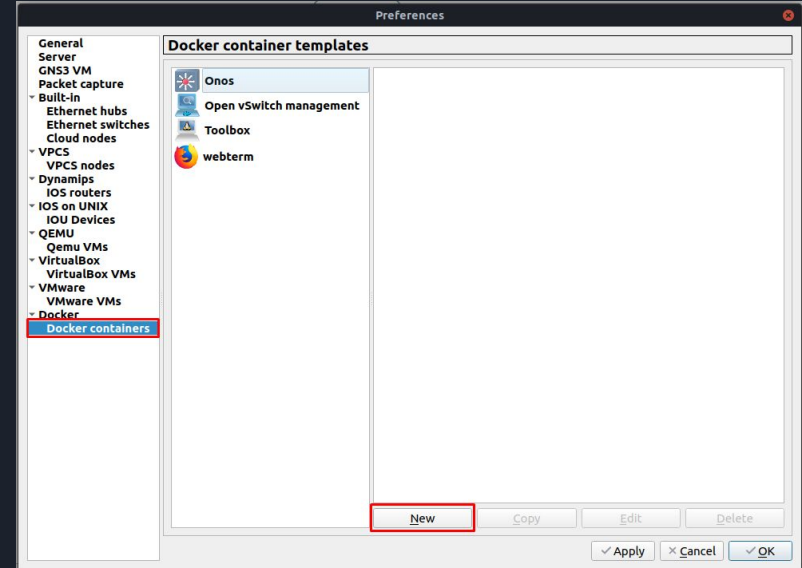 Preferences
General
Server
GNS3 VM
Packet capture
Built-in
Ethernet hubs
Ethernet switches
Cloud nodes
VPCS
VPCS nodes
Dynamips
IOS routers
IOS on UNIX
IOU Devices
QEMU
Qemu VMs
VirtualBox
VirtualBox VMs
VMware
VMware VMs
Docker
Docker containers
Docker container templates
Onos
Open vSwitch management
Toolbox
webterm
New
Copy
Edit
Delete
Apply
Cancel
OK